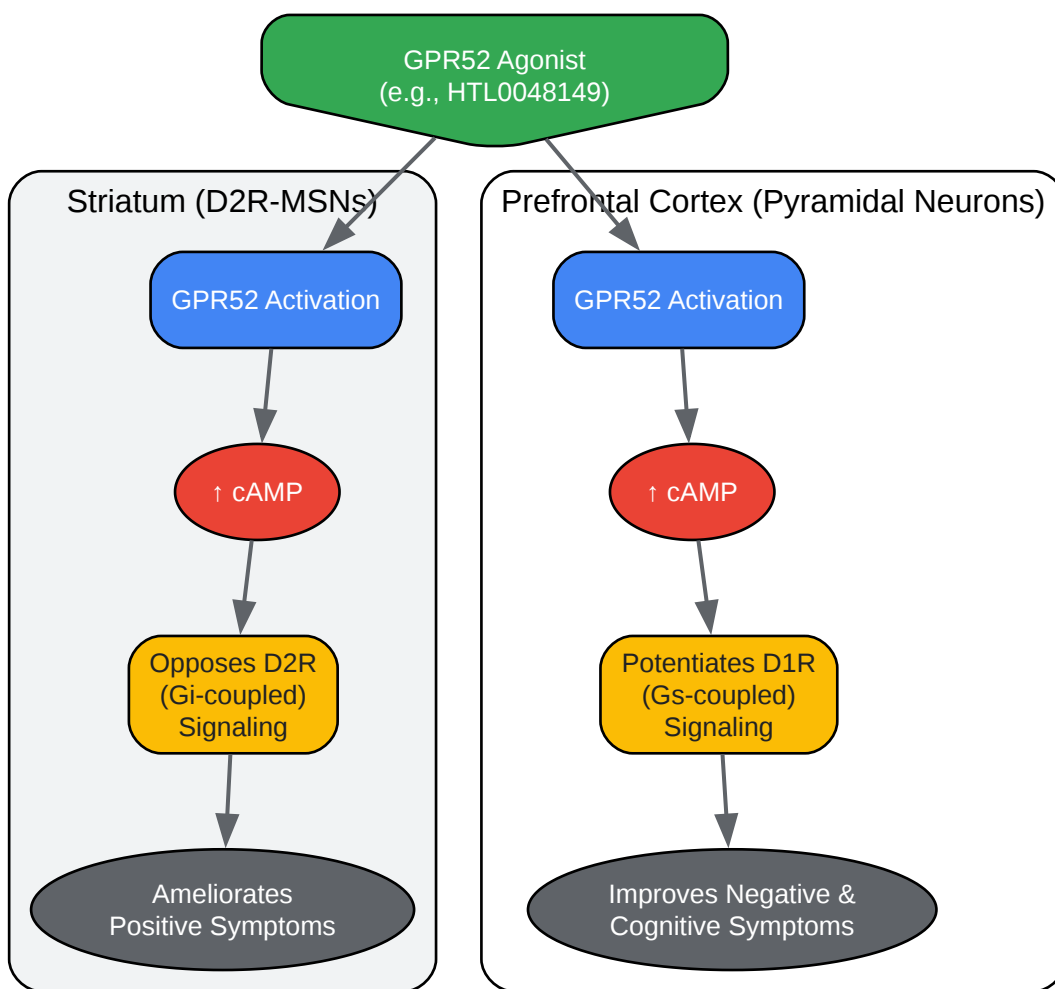 GPR52 Agonist
(e.g., HTL0048149)
Striatum (D2R-MSNs)
GPR52 Activation
↑ cAMP
Opposes D2R
(Gi-coupled)
Signaling
Ameliorates
Positive Symptoms
Prefrontal Cortex (Pyramidal Neurons)
GPR52 Activation
↑ cAMP
Potentiates D1R
(Gs-coupled)
Signaling
Improves Negative &
Cognitive Symptoms